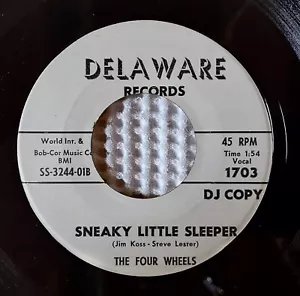 DELAWARE
RECORDS
World Int. &
Bob-Cor Music Co
BMI
SS-3244-01B
45 RPM
Time 1:54
Vocal
1703
DJ COPY
SNEAKY LITTLE SLEEPER
(Jim Koss - Steve Lester)
THE FOUR WHEELS